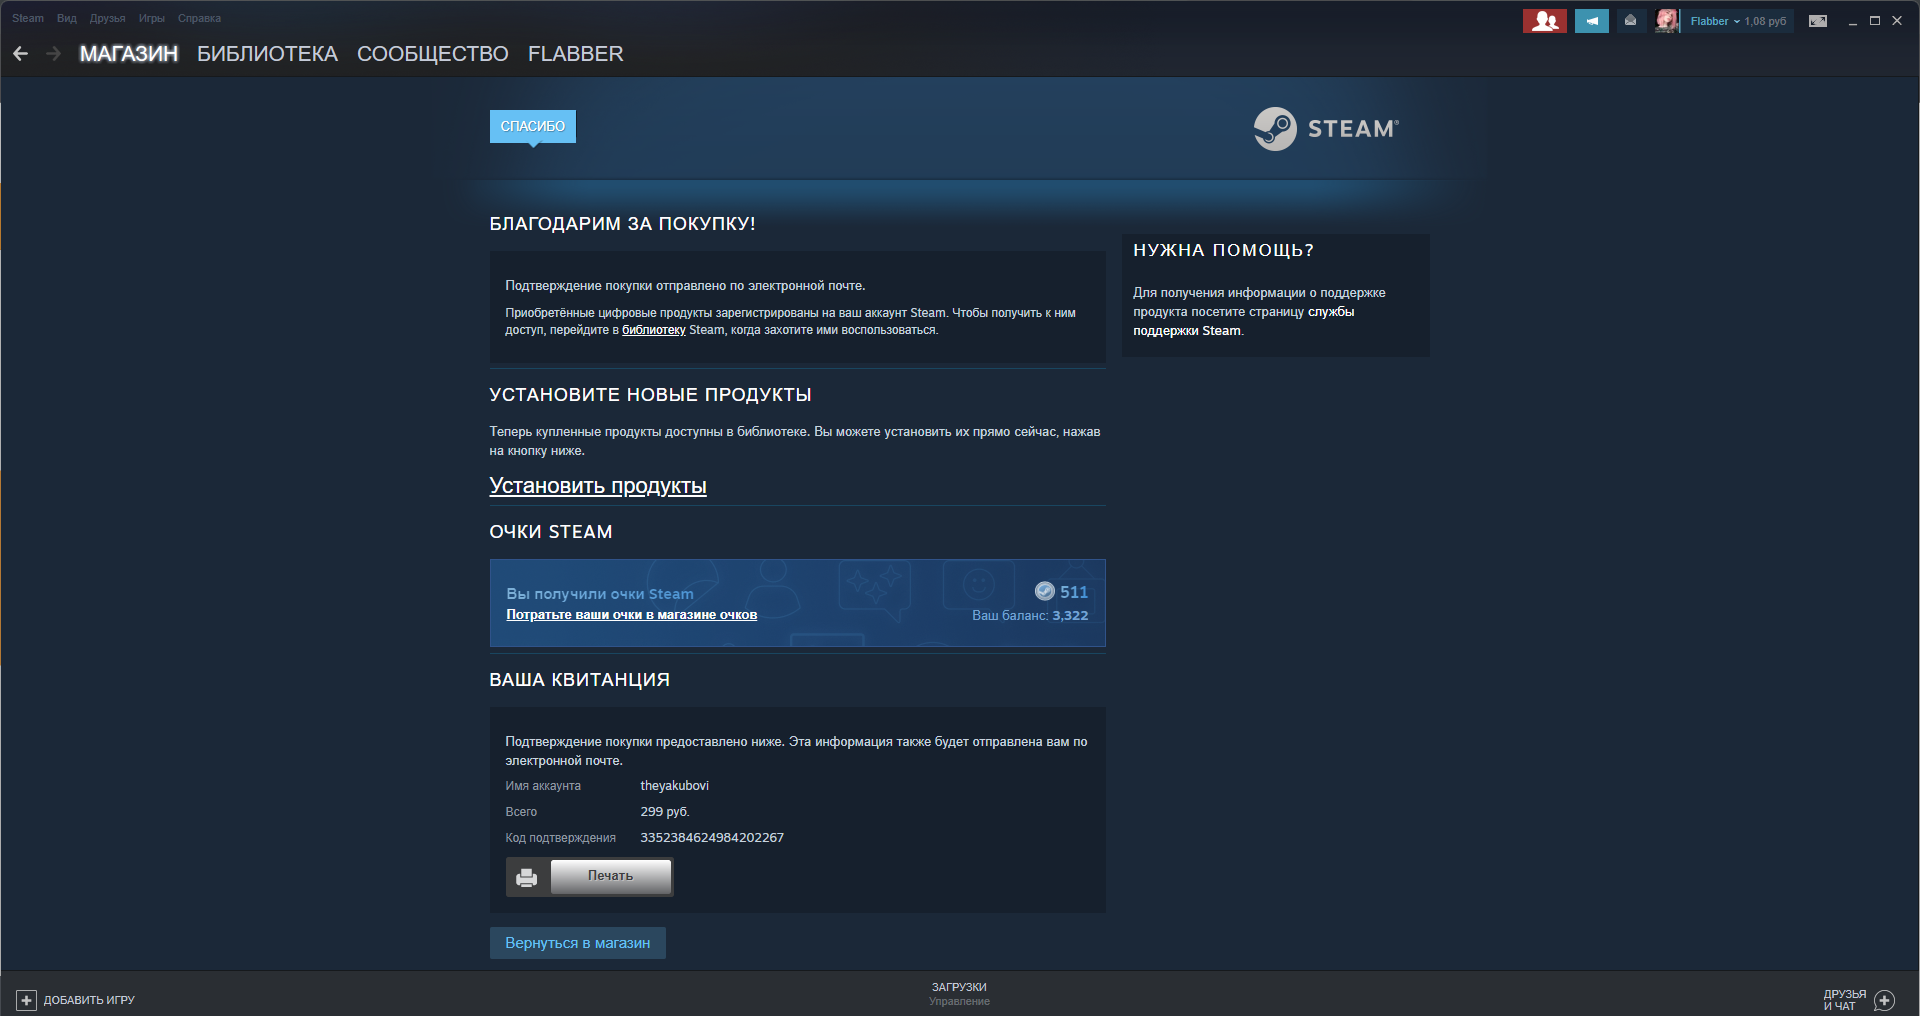 Steam Вид Друзья Игры Справка
Flabber 1,08 руб
МАГАЗИН БИБЛИОТЕКА СООБЩЕСТВО FLABBER
СПАСИБО
STEAM®
БЛАГОДАРИМ ЗА ПОКУПКУ!
Подтверждение покупки отправлено по электронной почте.
Приобретённые цифровые продукты зарегистрированы на ваш аккаунт Steam. Чтобы получить к ним
доступ, перейдите в библиотеку Steam, когда захотите ими воспользоваться.
НУЖНА ПОМОЩЬ?
Для получения информации о поддержке
продукта посетите страницу службы
поддержки Steam.
УСТАНОВИТЕ НОВЫЕ ПРОДУКТЫ
Теперь купленные продукты доступны в библиотеке. Вы можете установить их прямо сейчас, нажав
на кнопку ниже.
Установить продукты
ОЧКИ STEAM
Вы получили очки Steam
511
Потратьте ваши очки в магазине очков
Ваш баланс: 3,322
ВАША КВИТАНЦИЯ
Подтверждение покупки предоставлено ниже. Эта информация также будет отправлена вам по
электронной почте.
Имя аккаунта theyakubovi
Всего 299 руб.
Код подтверждения 3352384624984202267
Печать
Вернуться в магазин
ДОБАВИТЬ ИГРУ
ЗАГРУЗКИ
Управление
ДРУЗЬЯ
И ЧАТ